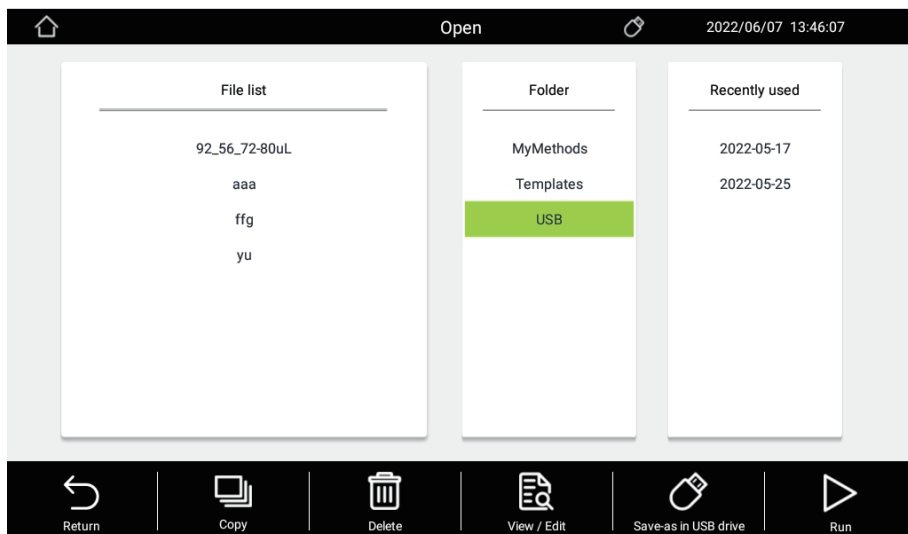 Open
2022/06/07 13:46:07
File list
92_56_72-80uL
aaa
ffg
yu
Folder
MyMethods
Templates
USB
Recently used
2022-05-17
2022-05-25
Return
Copy
Delete
View / Edit
Save-as in USB drive
Run